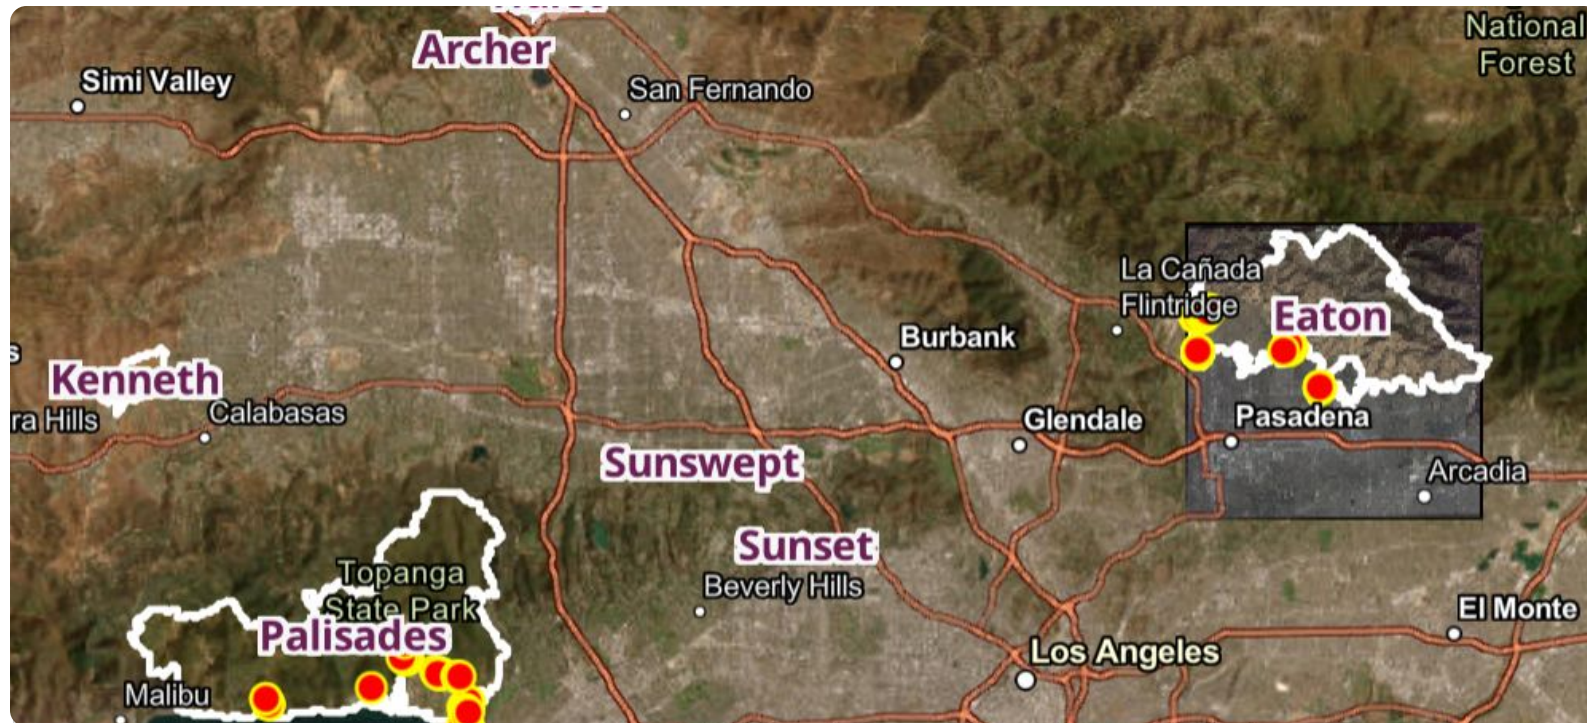 National
Forest
Archer
Simi Valley
San Fernando
La Cañada
Flintridge
Eaton
Burbank
Kenneth
Calabasas
ra Hills
Glendale
Pasadena
Sunswept
Arcadia
Sunset
Topanga
State Park
Beverly Hills
El Monte
Palisades
Los Angeles
Malibu